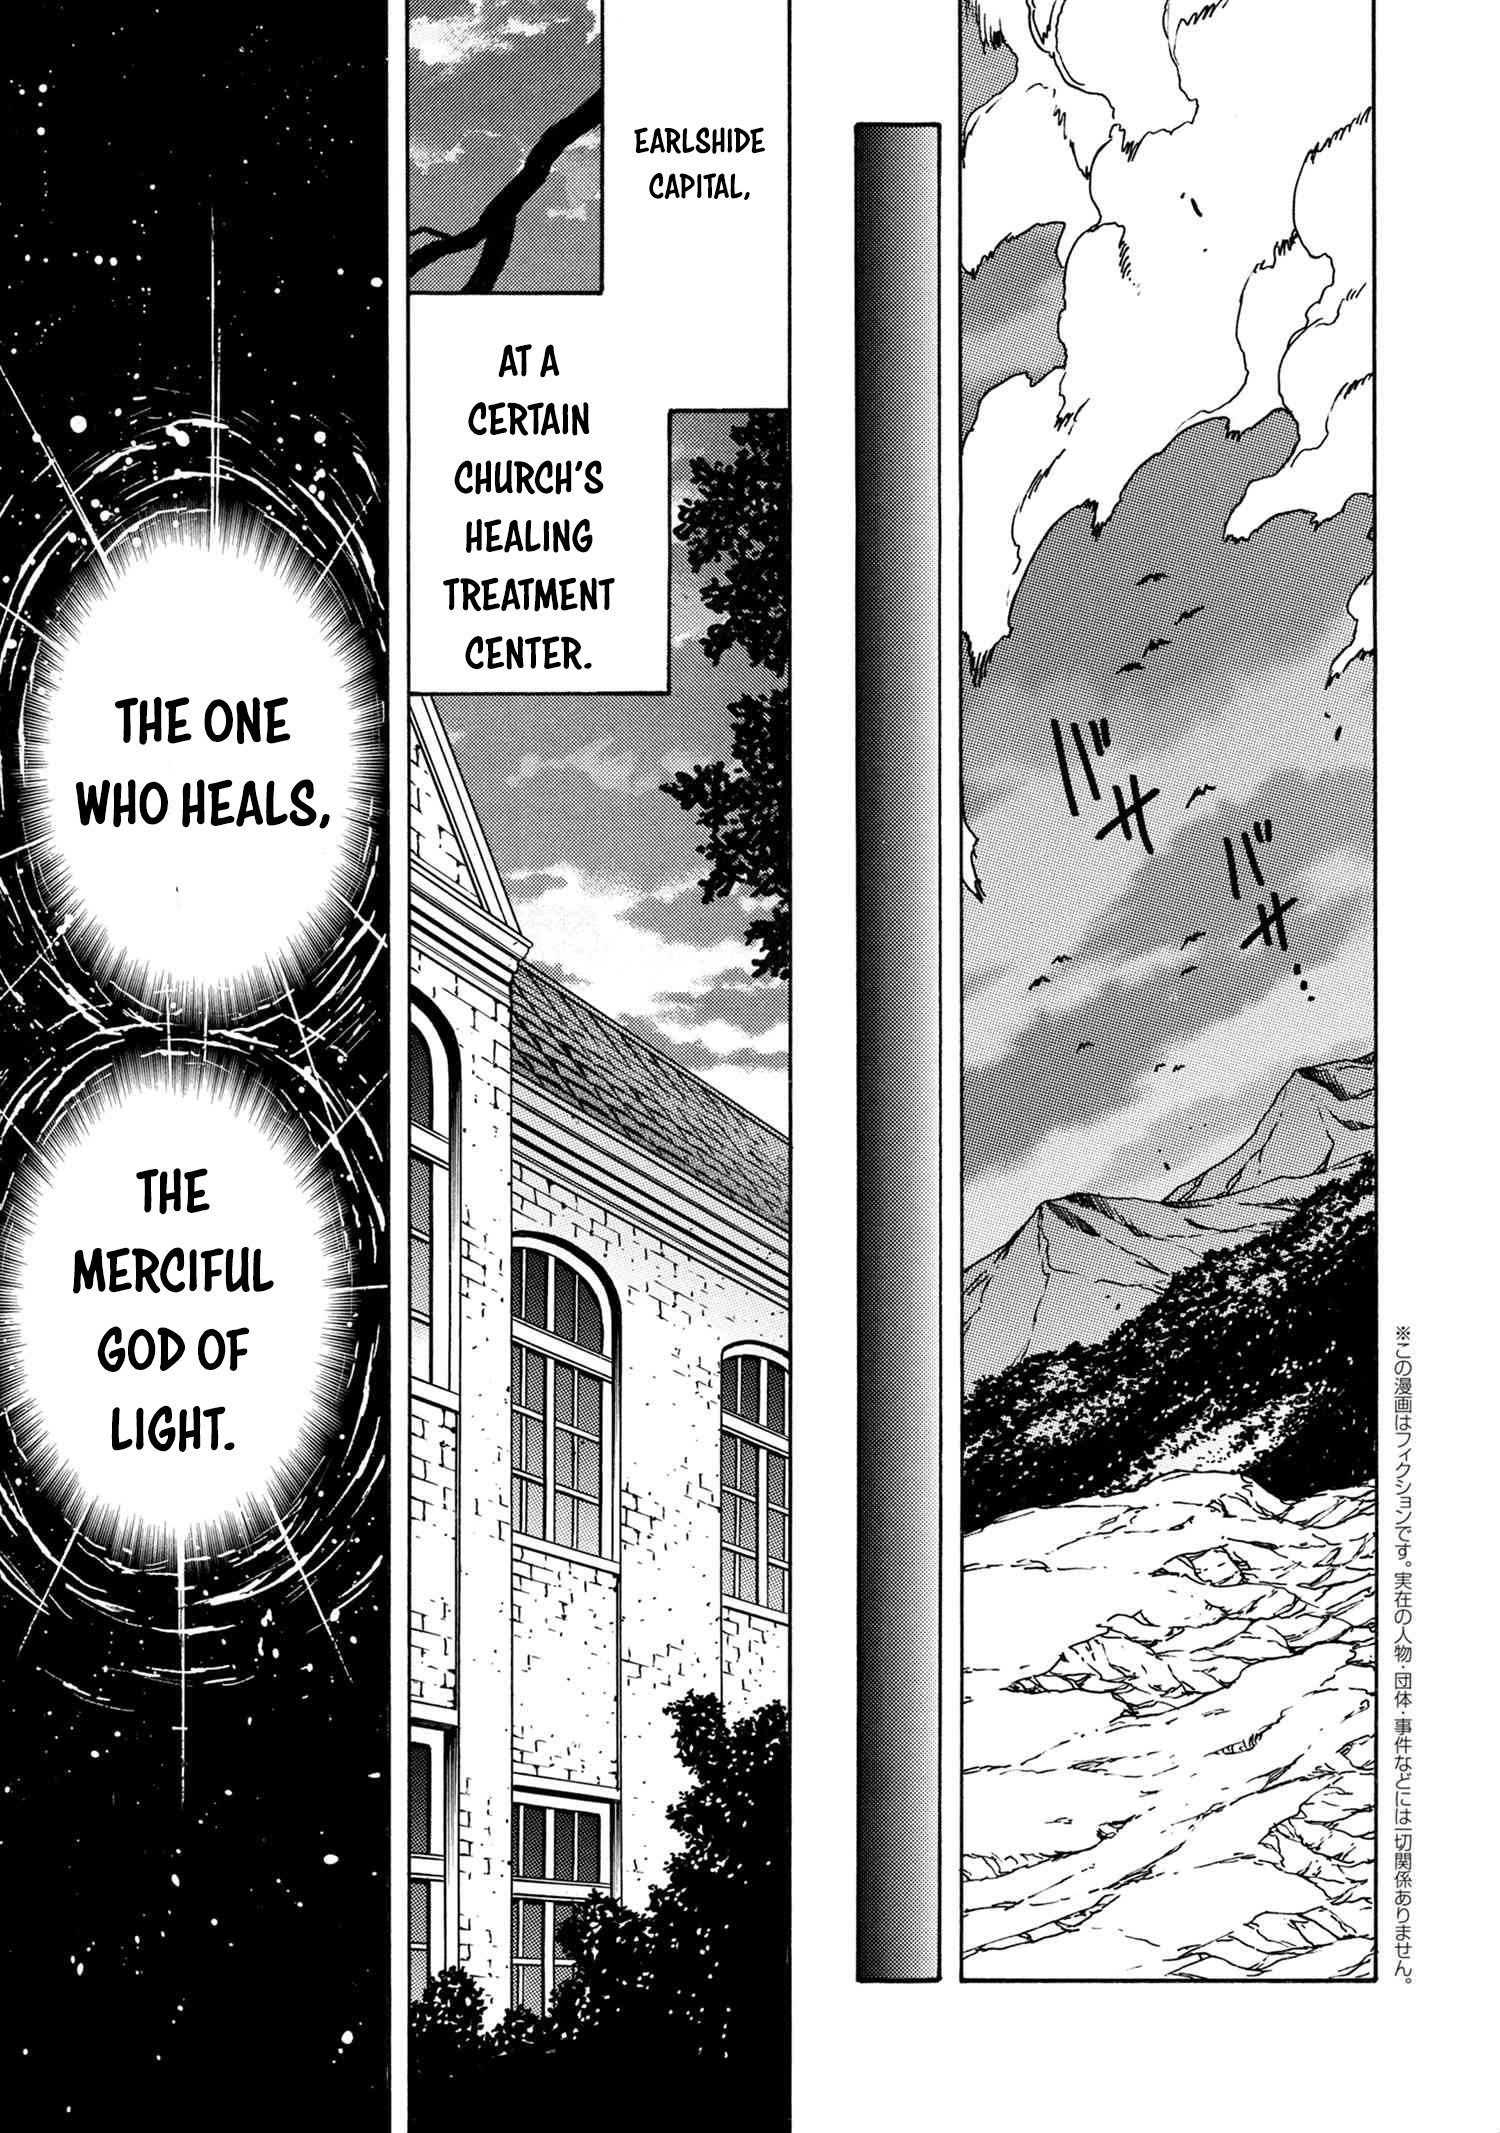 バサ
バサ
※この漫画はフィクションです。実在の人物・団体・事件などには一切関係ありません。
EARLSHIDE
CAPITAL,
AT A
CERTAIN
CHURCH'S
HEALING
TREATMENT
CENTER.
THE ONE
WHO HEALS,
THE
MERCIFUL
GOD OF
LIGHT.